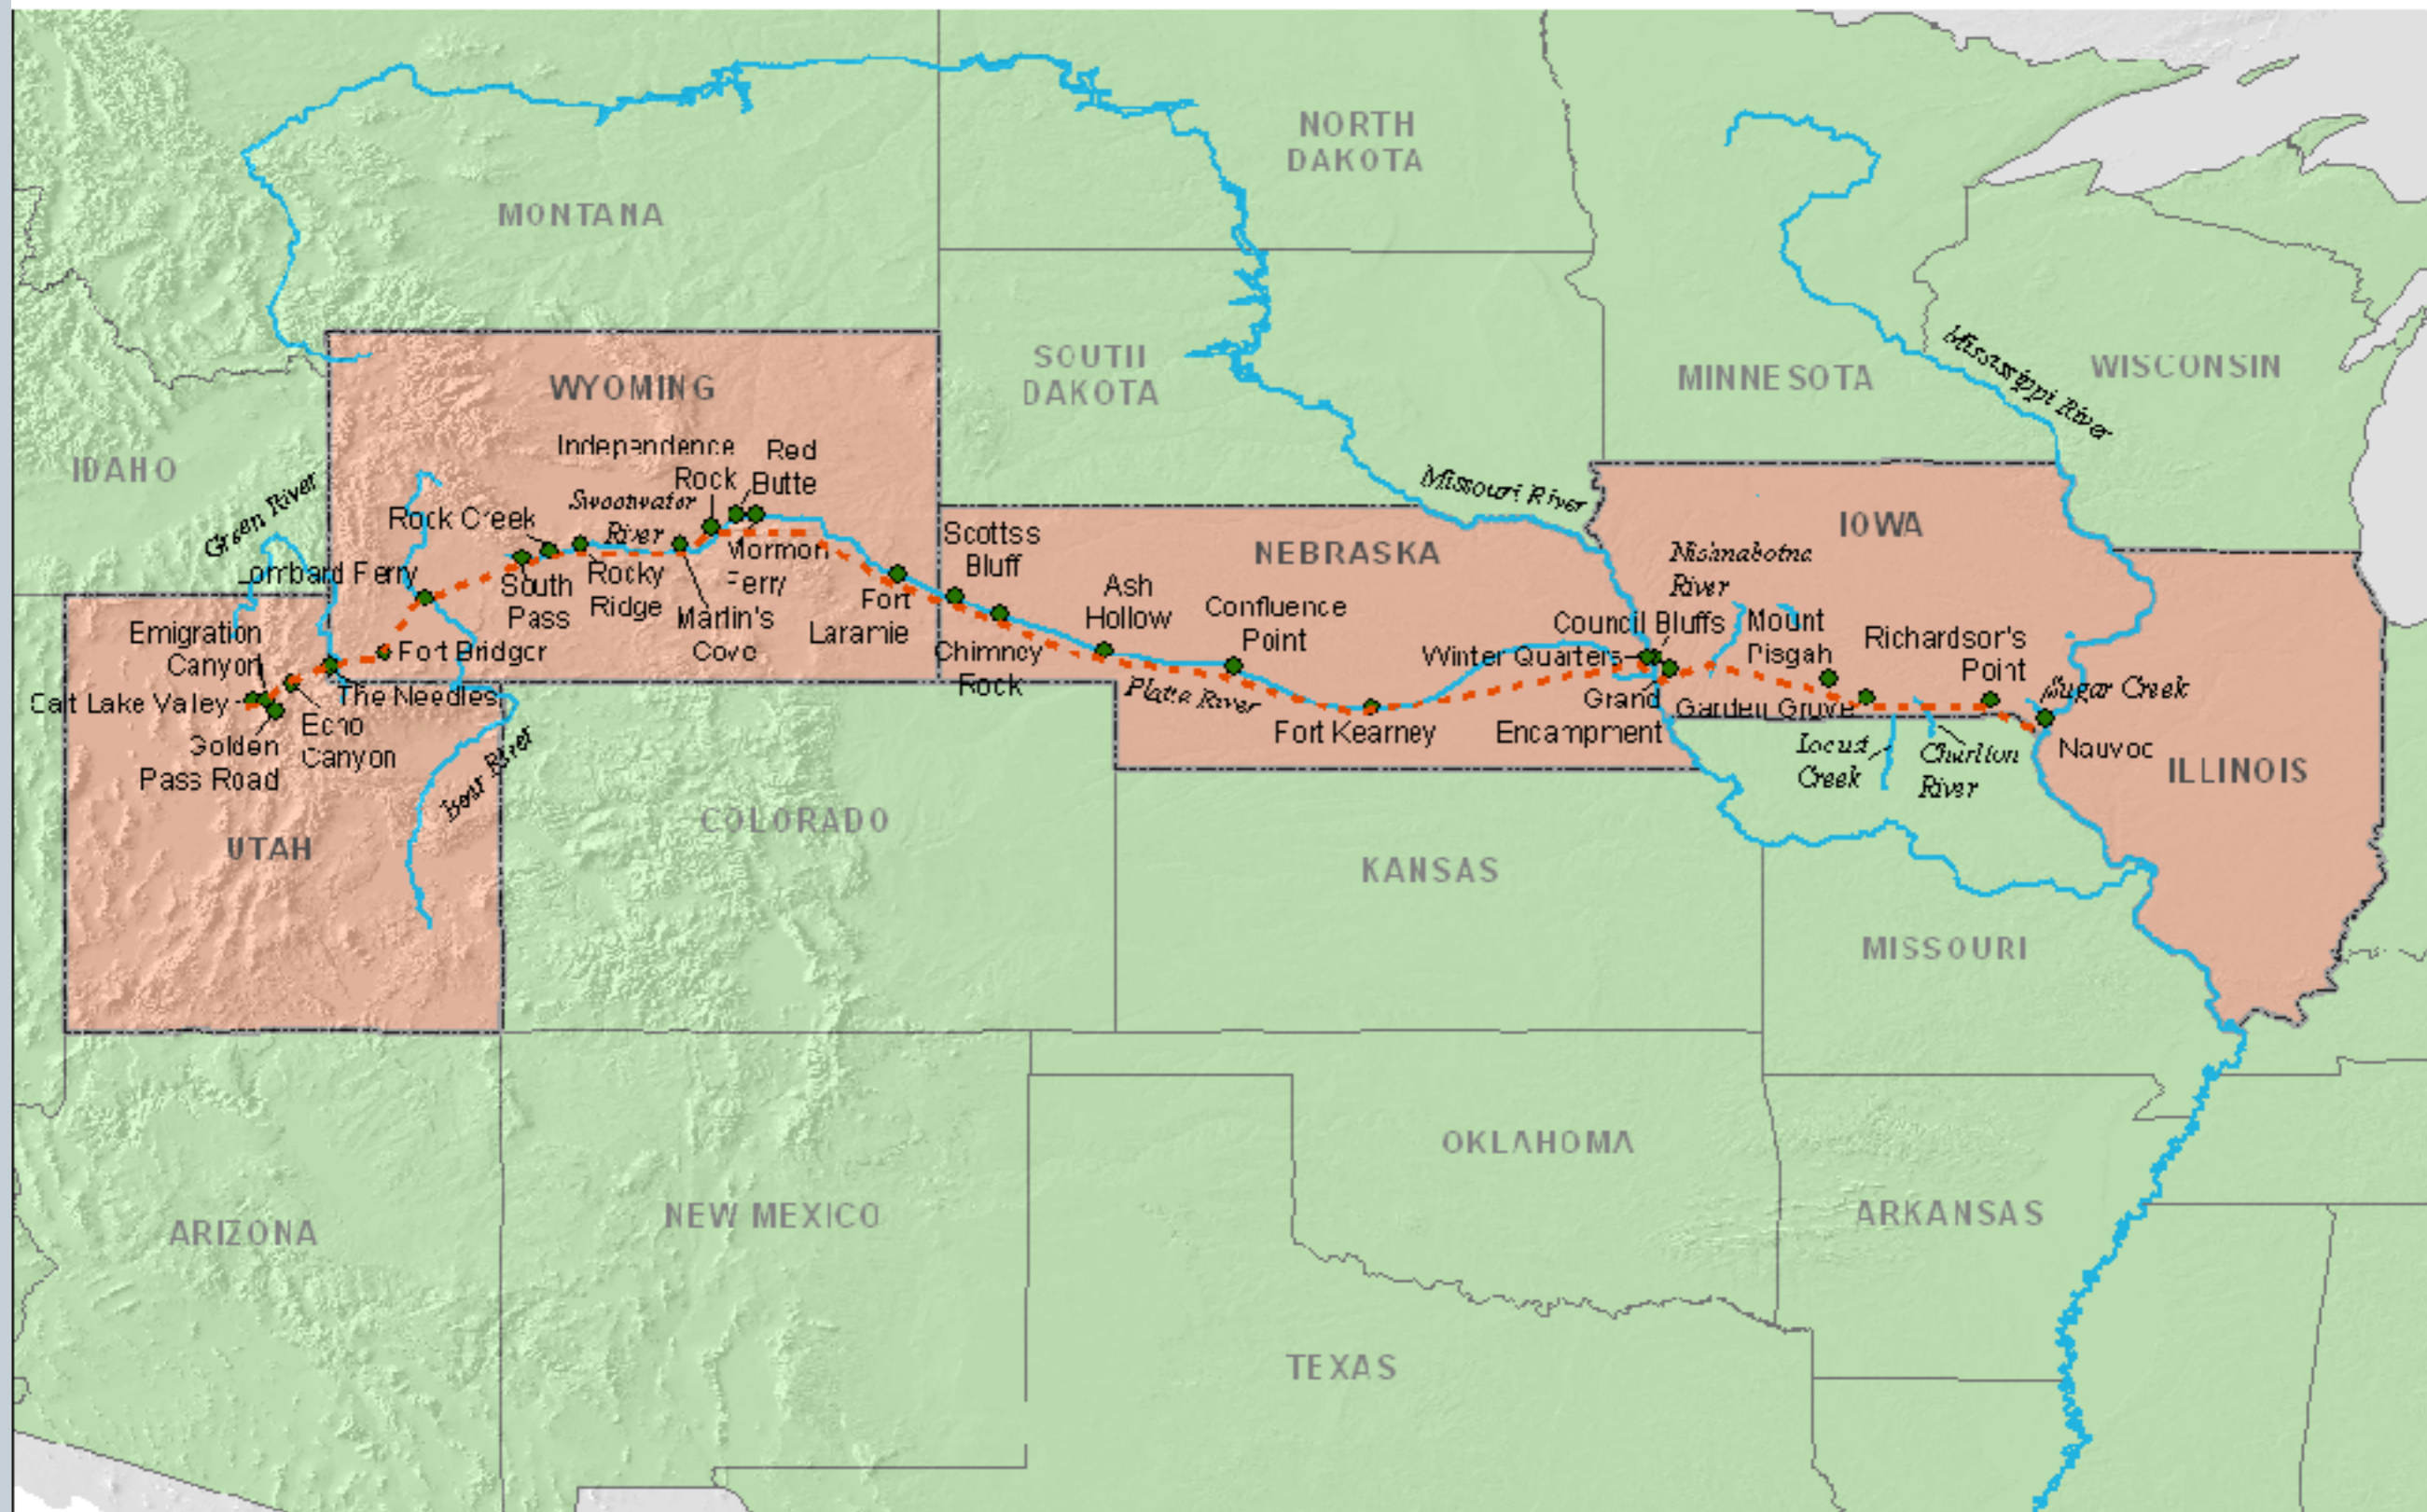 NORTH
DAKOTA
MONTANA
SOUTH
DAKOTA
MINNESOTA
Mississippi River
WISCONSIN
WYOMING
IDAHO
Green River
Independence
Rock
Red
Butte
Rock Creek
Sweetwater
River
Missouri River
IOWA
NEBRASKA
Scottss
Bluff
Mormon
Ferry
Lombard Ferry
South
Pass
Rocky
Ridge
Martin's
Cove
Fort
Laramie
Ash
Hollow
Confluence
Point
Nishnabotna
River
Council Bluffs
Mount
Pisgah
Richardson's
Point
Emigration
Canyon
Fort Bridger
Chimney
Rock
Winter Quarters
Salt Lake Valley
The Needles
Echo
Canyon
Golden
Pass Road
Platte River
Fort Kearney
Grand
Encampment
Garden Grove
Sugar Creek
Locust
Creek
Charlton
River
Nauvoo
ILLINOIS
Bear River
UTAH
COLORADO
KANSAS
MISSOURI
OKLAHOMA
ARIZONA
NEW MEXICO
ARKANSAS
TEXAS